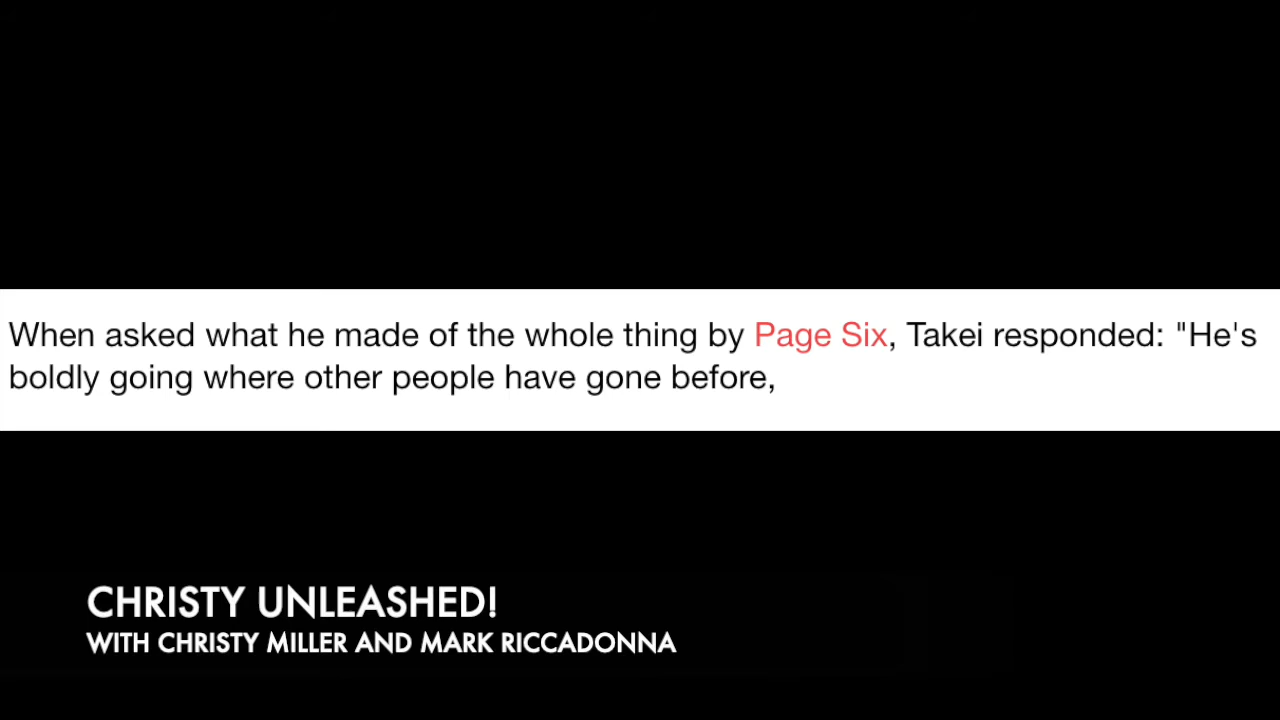 When asked what he made of the whole thing by Page Six, Takei responded: "He's
boldly going where other people have gone before,
CHRISTY UNLEASHED!
WITH CHRISTY MILLER AND MARK RICCADONNA